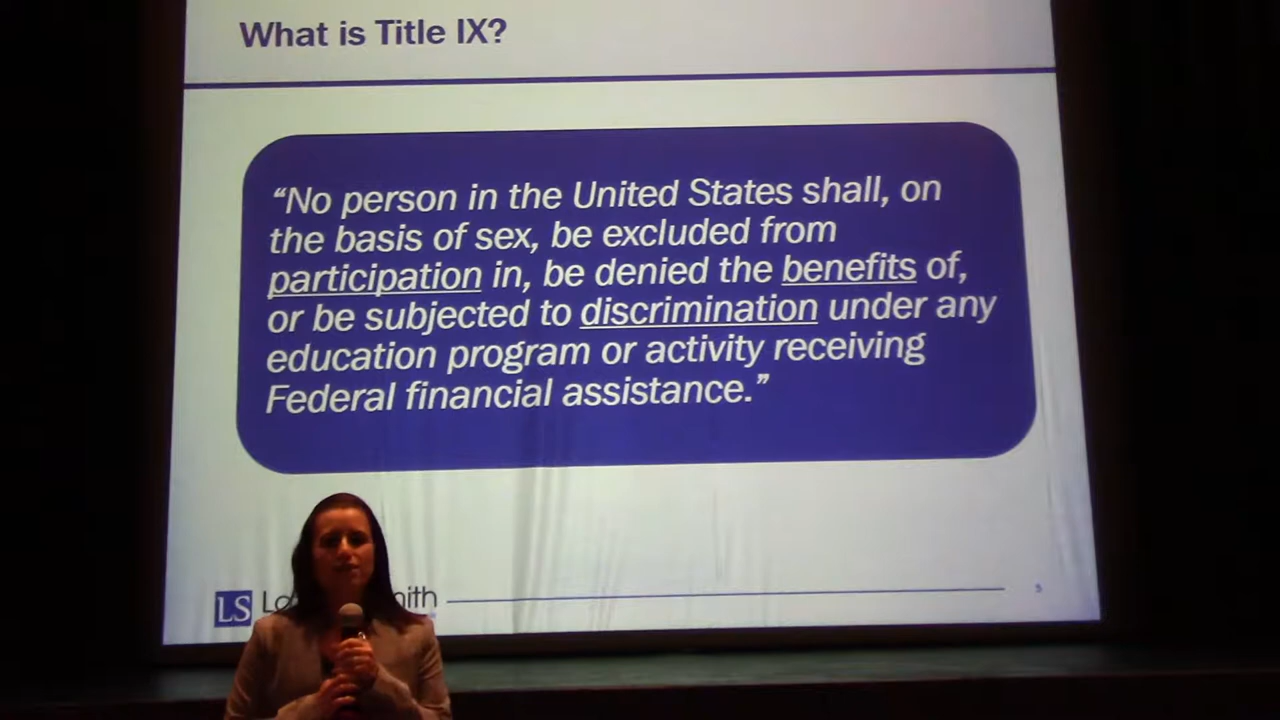 What is Title IX?
“No person in the United States shall, on
the basis of sex, be excluded from
participation in, be denied the benefits of,
or be subjected to discrimination under any
education program or activity receiving
Federal financial assistance.”
LS
5